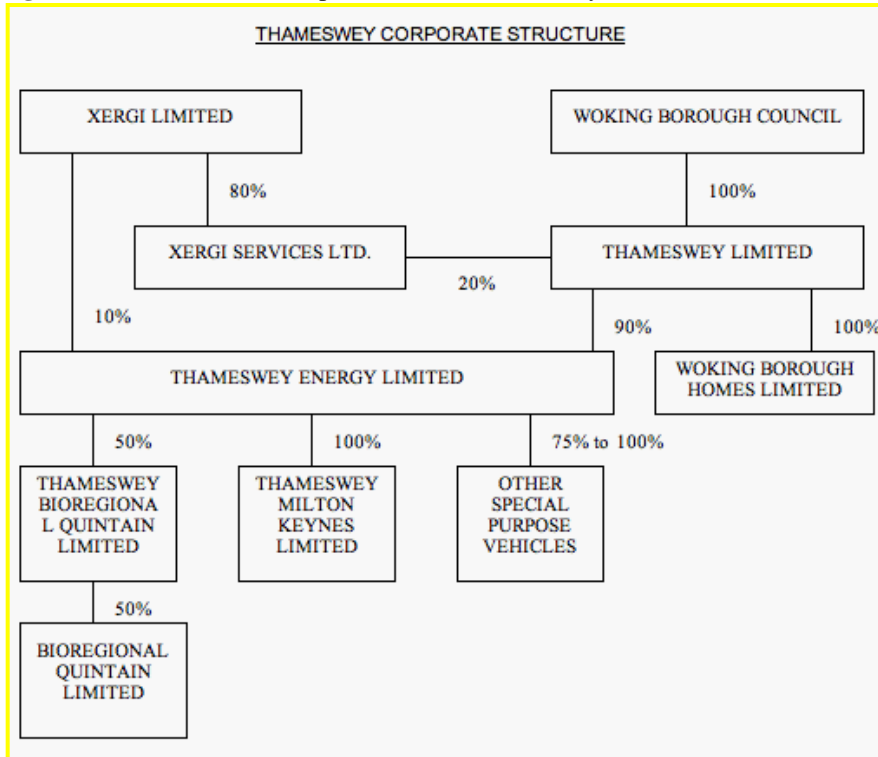 THAMESWEY CORPORATE STRUCTURE
XERGI LIMITED
WOKING BOROUGH COUNCIL
80%
100%
XERGI SERVICES LTD.
THAMESWEY LIMITED
20%
10%
90%
100%
THAMESWEY ENERGY LIMITED
WOKING BOROUGH
HOMES LIMITED
50%
100%
75% to 100%
THAMESWEY
BIOREGIONA
L QUINTAIN
LIMITED
THAMESWEY
MILTON
KEYNES
LIMITED
OTHER
SPECIAL
PURPOSE
VEHICLES
50%
BIOREGIONAL
QUINTAIN
LIMITED